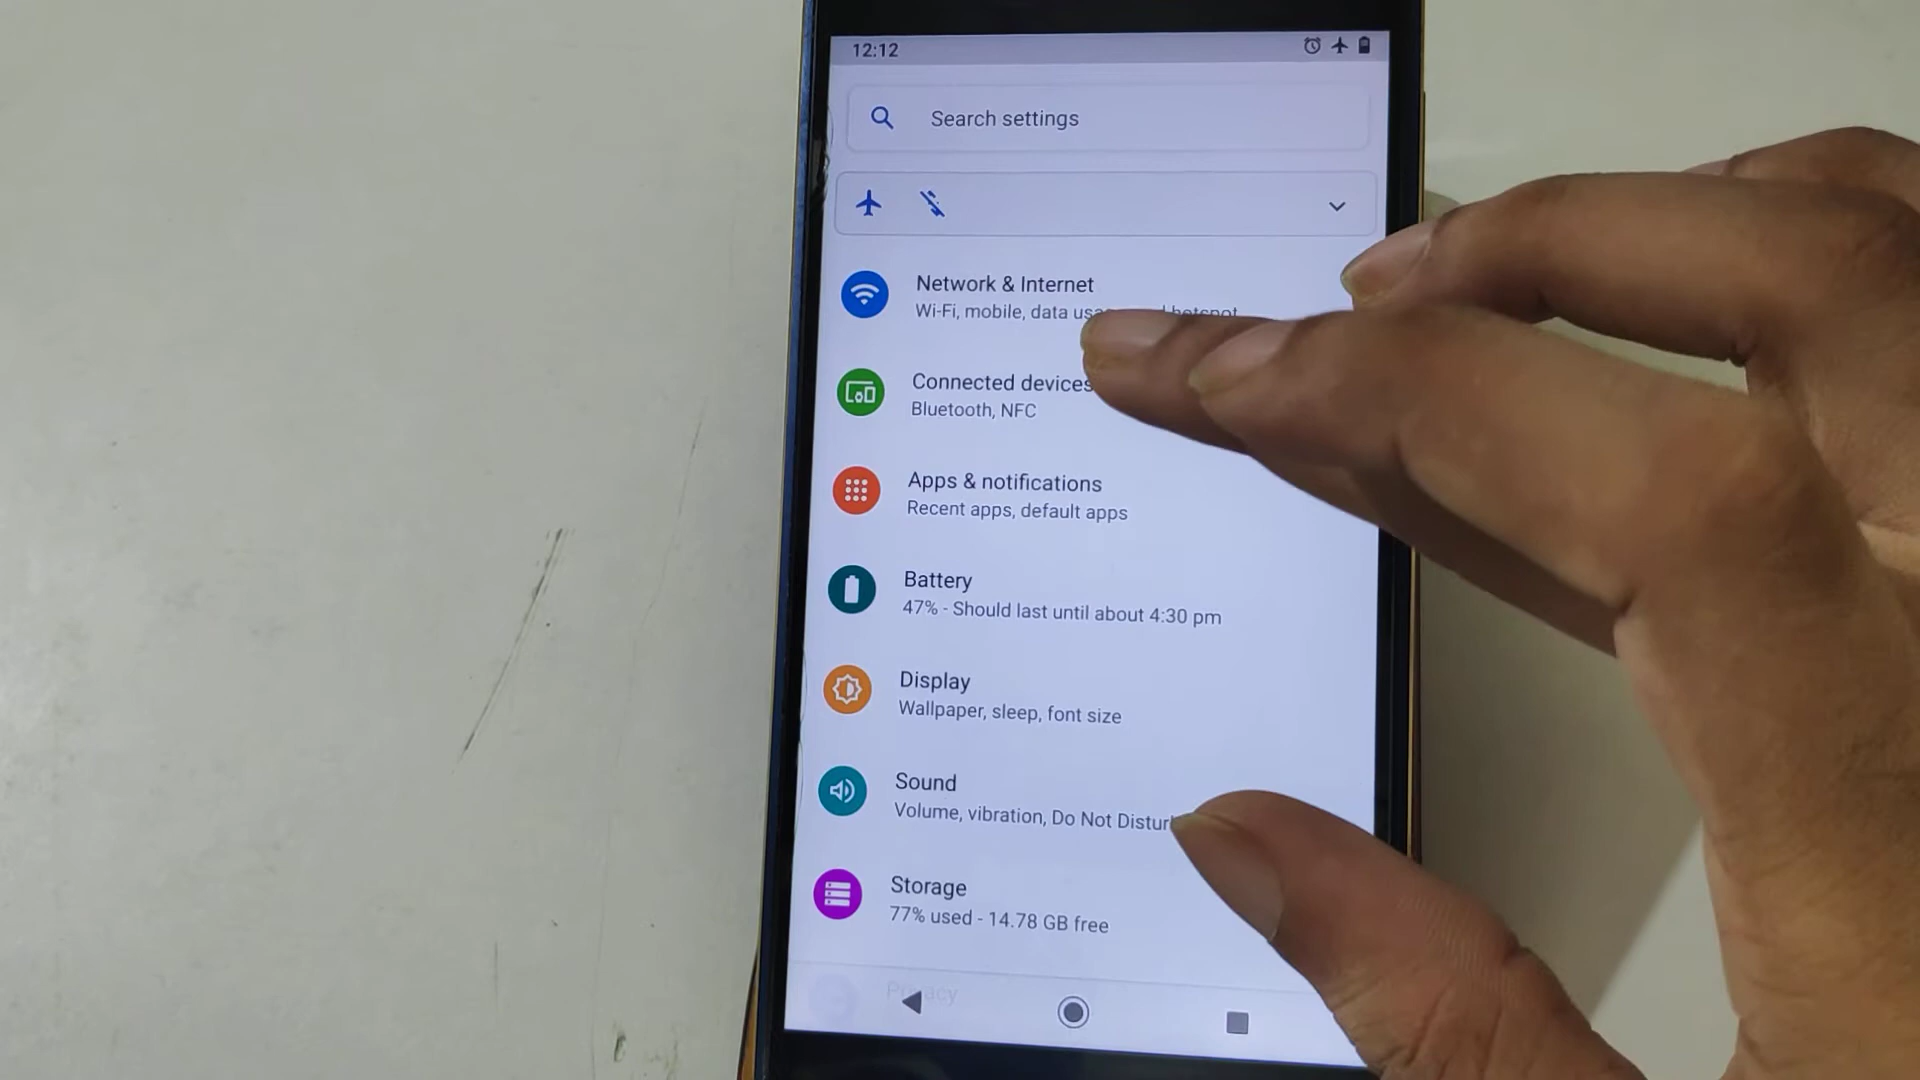 12:12
Search settings
Network & Internet
Wi-Fi, mobile, data hotspot
Connected devices
Bluetooth, NFC
Apps & notifications
Recent apps, default apps
Battery
47% - Should last until about 4:30 pm
Display
Wallpaper, sleep, font size
Sound
Volume, vibration, Do Not Disturb
Storage
77% used - 14.78 GB free
Privacy